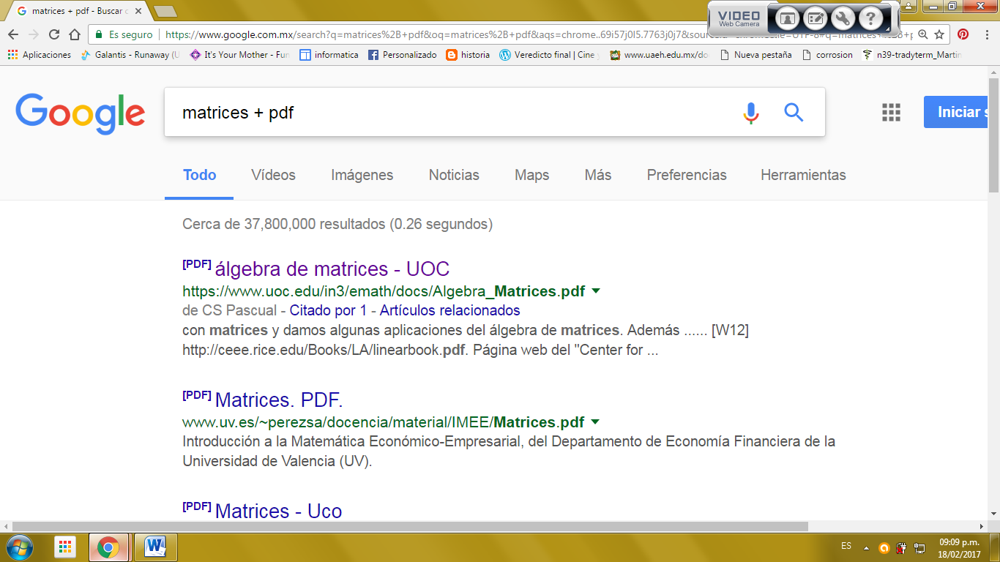 matrices + pdf - Buscar c
VIDEO
Web Camera
Es seguro
https://www.google.com.mx/search?q=matrices%2B+pdf&oq=matrices%2B+pdf&aqs=chrome..69i57j0l5.7763j0j7&sourc
Aplicaciones
Galantis - Runaway (U
It's Your Mother - Fun
informatica
Personalizado
historia
Veredicto final | Cine y
www.uaeh.edu.mx/do
Nueva pestaña
corrosion
n39-tradyterm_Martin
Google
matrices + pdf
Iniciar s
Todo
Vídeos
Imágenes
Noticias
Maps
Más
Preferencias
Herramientas
Cerca de 37,800,000 resultados (0.26 segundos)
[PDF] álgebra de matrices - UOC
https://www.uoc.edu/in3/emath/docs/Algebra_Matrices.pdf
de CS Pascual - Citado por 1 - Artículos relacionados
con matrices y damos algunas aplicaciones del álgebra de matrices. Además ...... [W12]
http://ceee.rice.edu/Books/LA/linearbook.pdf. Página web del "Center for ...
[PDF] Matrices. PDF.
www.uv.es/~perezsa/docencia/material/IMEE/Matrices.pdf
Introducción a la Matemática Económico-Empresarial, del Departamento de Economía Financiera de la
Universidad de Valencia (UV).
[PDF] Matrices - Uco
ES
09:09 p.m.
18/02/2017